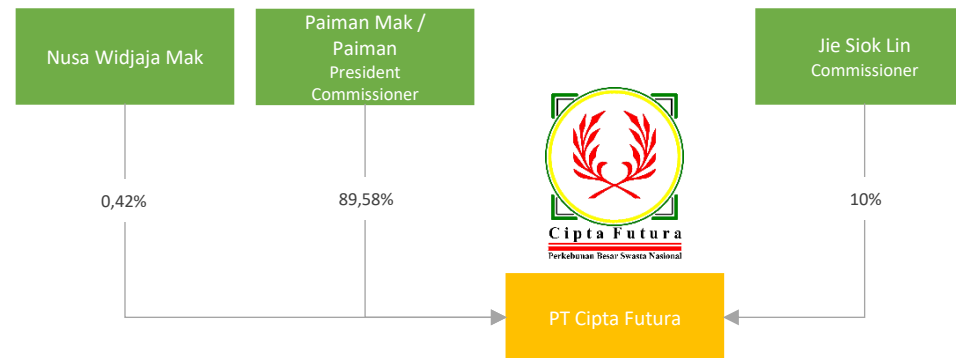 Nusa Widjaja Mak
Paiman Mak /
Paiman
President
Commissioner
Jie Siok Lin
Commissioner
0,42%
89,58%
10%
Cipta Futura
Perkebunan Besar Swasta Nasional
PT Cipta Futura